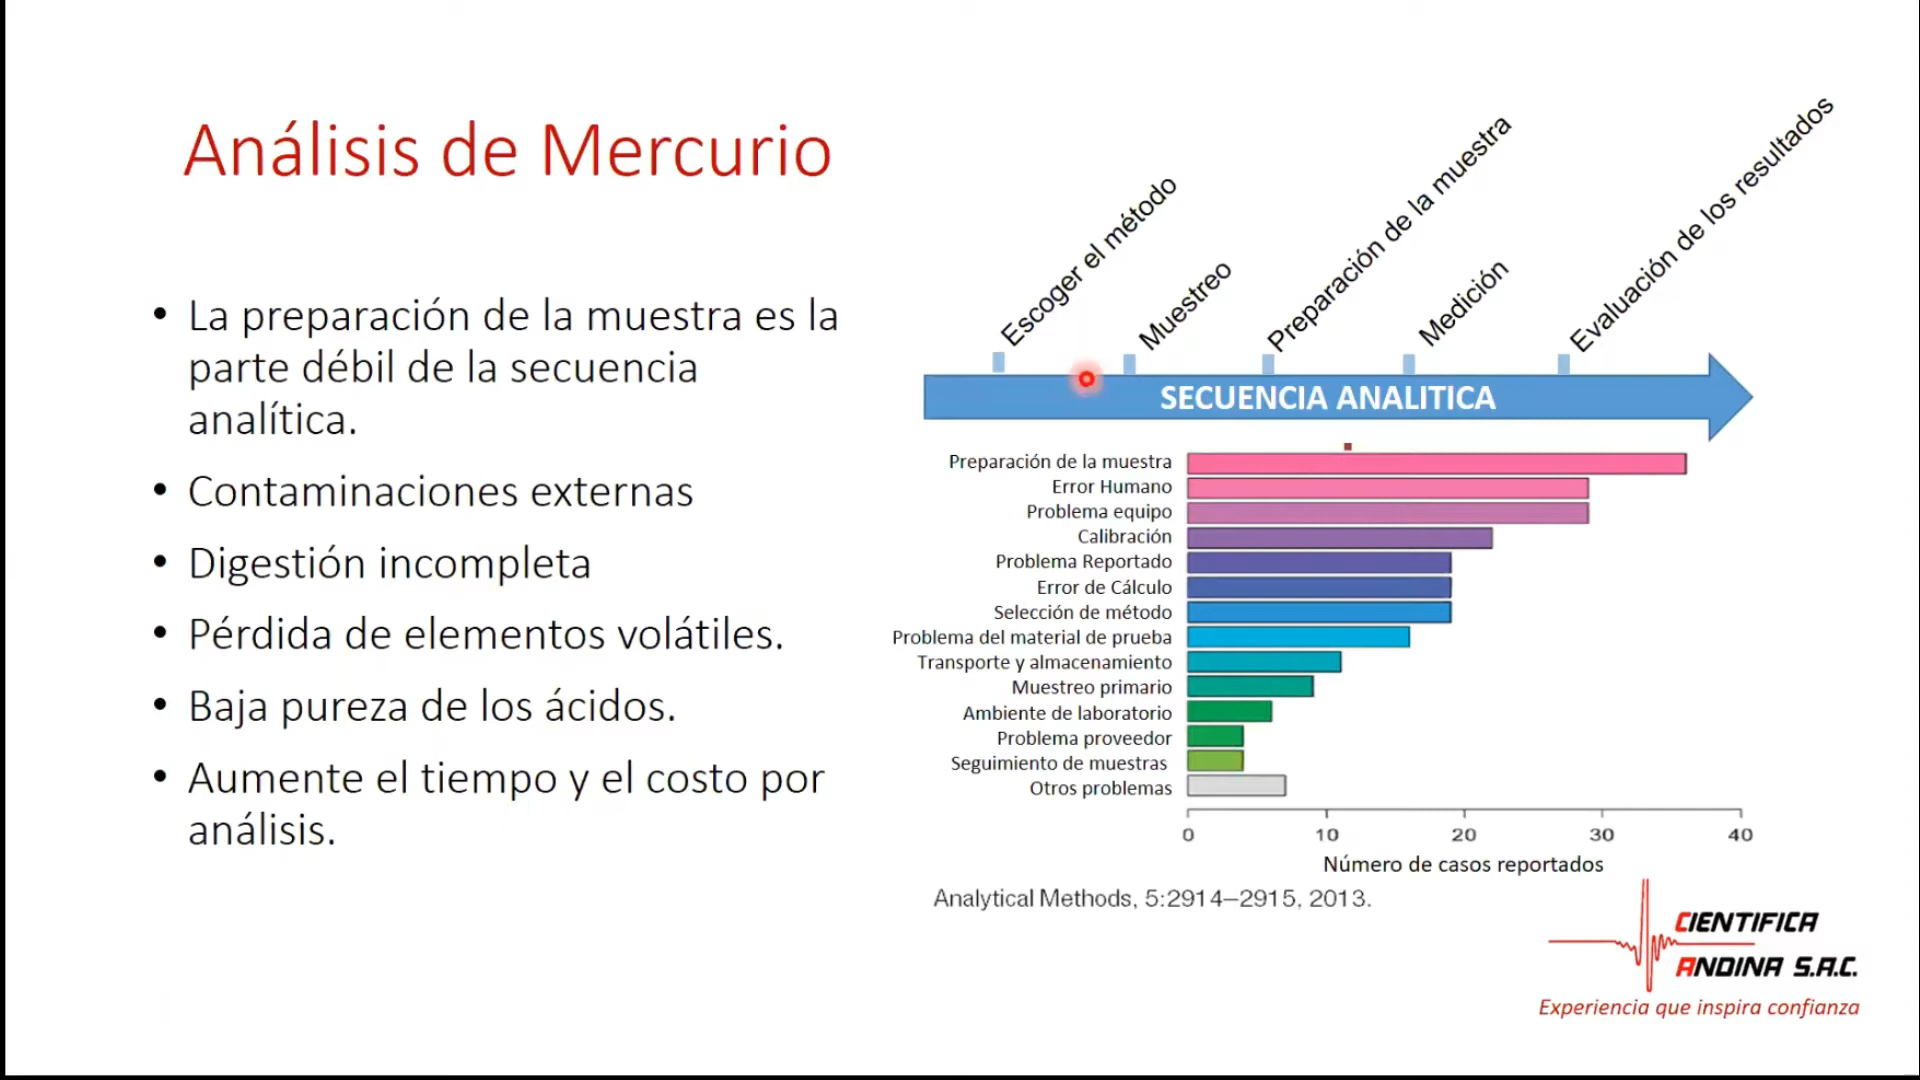 Análisis de Mercurio
• La preparación de la muestra es la
parte débil de la secuencia
analítica.
• Contaminaciones externas
• Digestión incompleta
• Pérdida de elementos volátiles.
• Baja pureza de los ácidos.
• Aumente el tiempo y el costo por
análisis.
Escoger el método
Muestreo
Preparación de la muestra
Medición
Evaluación de los resultados
SECUENCIA ANALITICA
Preparación de la muestra
Error Humano
Problema equipo
Calibración
Problema Reportado
Error de Cálculo
Selección de método
Problema del material de prueba
Transporte y almacenamiento
Muestreo primario
Ambiente de laboratorio
Problema proveedor
Seguimiento de muestras
Otros problemas
0 10 20 30 40
Número de casos reportados
Analytical Methods, 5:2914–2915, 2013.
CIENTIFICA
ANDINA S.A.C.
Experiencia que inspira confianza